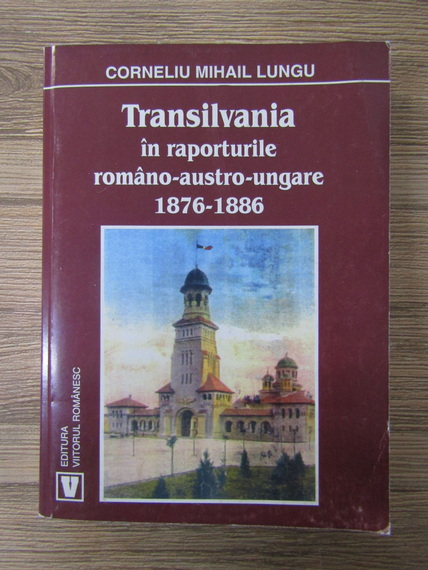 CORNELIU MIHAIL LUNGU
Transilvania
în raporturile
româno-austro-ungare
1876-1886
EDITURA
VIITORUL ROMÂNESC
V